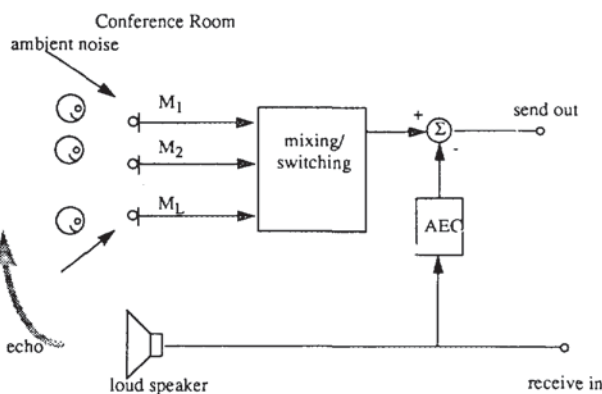 Conference Room
ambient noise
M1
M2
ML
mixing/
switching
+
Σ
-
send out
AEC
echo
loud speaker
receive in